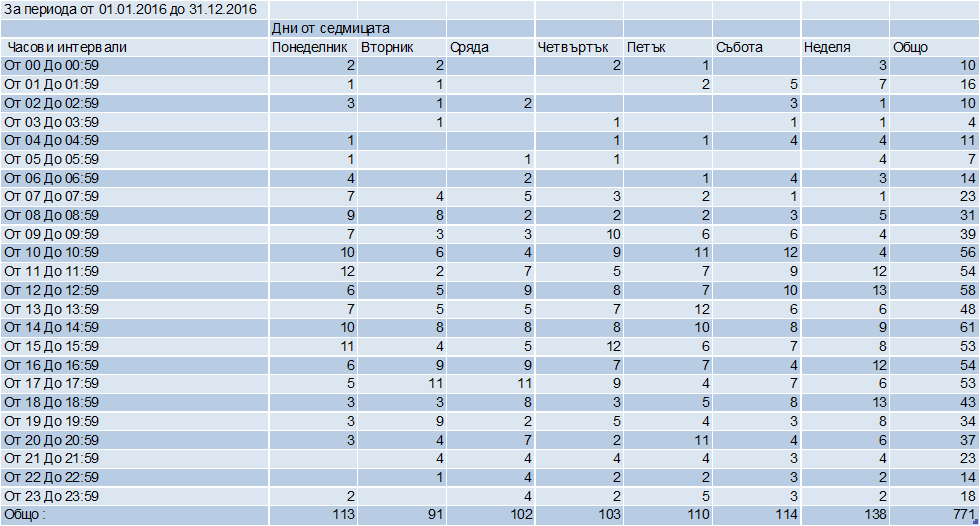 За периода от 01.01.2016 до 31.12.2016
Дни от седмицата
Часови интервали Понеделник Вторник Сряда Четвъртък Петък Събота Неделя Общо
От 00 До 00:59 2 2 2 1 3 10
От 01 До 01:59 1 1 2 5 7 16
От 02 До 02:59 3 1 2 3 1 10
От 03 До 03:59 1 1 1 1 4
От 04 До 04:59 1 1 1 4 4 11
От 05 До 05:59 1 1 1 4 7
От 06 До 06:59 4 2 1 4 3 14
От 07 До 07:59 7 4 5 3 2 1 1 23
От 08 До 08:59 9 8 2 2 2 3 5 31
От 09 До 09:59 7 3 3 10 6 6 4 39
От 10 До 10:59 10 6 4 9 11 12 4 56
От 11 До 11:59 12 2 7 5 7 9 12 54
От 12 До 12:59 6 5 9 8 7 10 13 58
От 13 До 13:59 7 5 5 7 12 6 6 48
От 14 До 14:59 10 8 8 8 10 8 9 61
От 15 До 15:59 11 4 5 12 6 7 8 53
От 16 До 16:59 6 9 9 7 7 4 12 54
От 17 До 17:59 5 11 11 9 4 7 6 53
От 18 До 18:59 3 3 8 3 5 8 13 43
От 19 До 19:59 3 9 2 5 4 3 8 34
От 20 До 20:59 3 4 7 2 11 4 6 37
От 21 До 21:59 4 4 4 4 3 4 23
От 22 До 22:59 1 4 2 2 3 2 14
От 23 До 23:59 2 4 2 5 3 2 18
Общо : 113 91 102 103 110 114 138 771